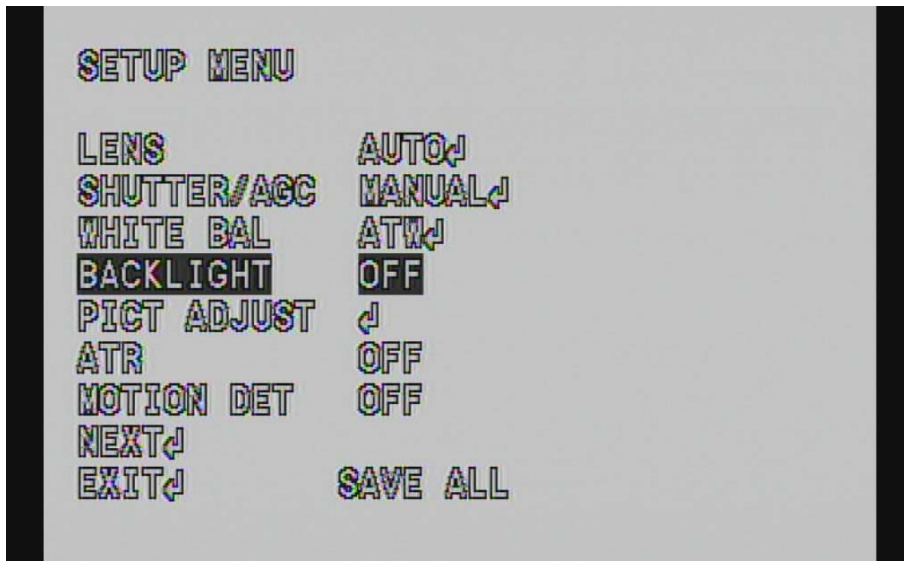 SETUP MENU
LENS AUTO↵
SHUTTER/AGC MANUAL↵
WHITE BAL ATW↵
BACKLIGHT OFF
PICT ADJUST ↵
ATR OFF
MOTION DET OFF
NEXT↵
EXIT↵ SAVE ALL